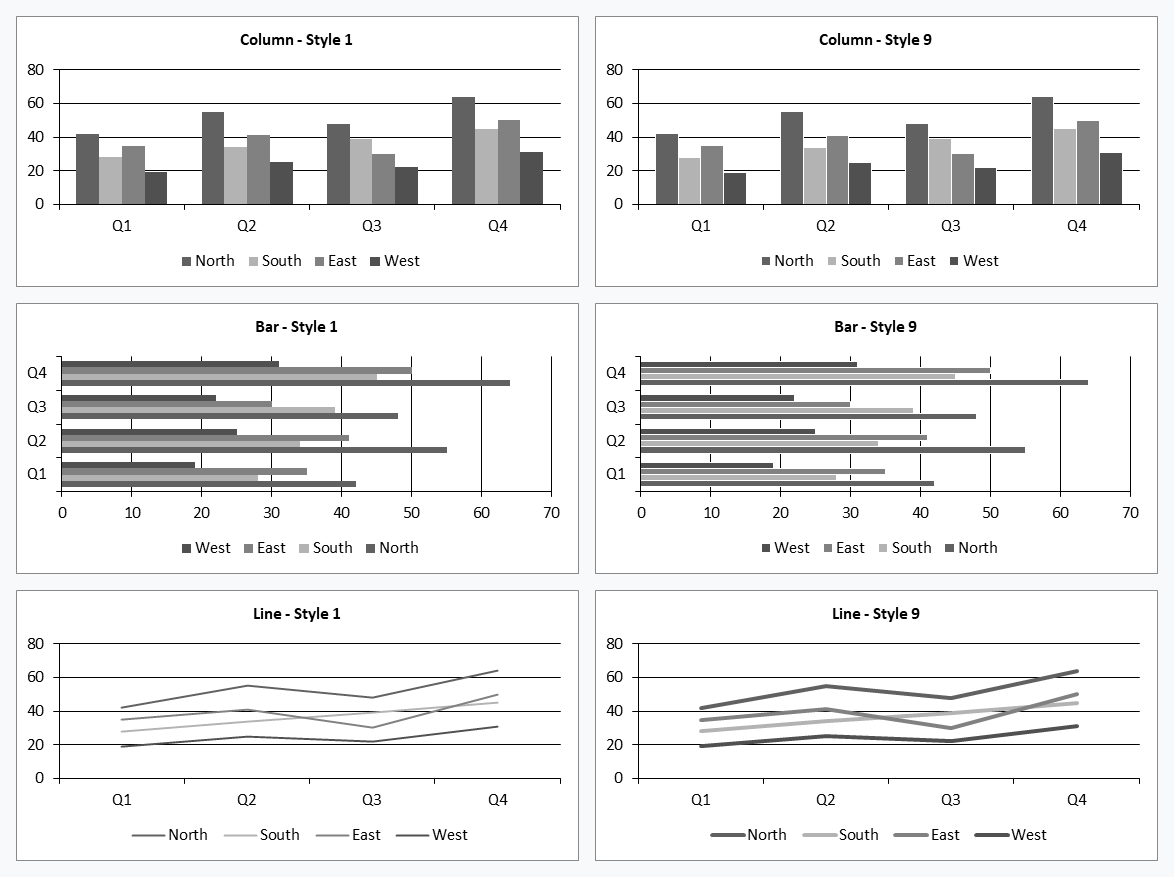 Column - Style 1
80
60
40
20
0
Q1 Q2 Q3 Q4
North South East West
Column - Style 9
80
60
40
20
0
Q1 Q2 Q3 Q4
North South East West
Bar - Style 1
Q4
Q3
Q2
Q1
0 10 20 30 40 50 60 70
West East South North
Bar - Style 9
Q4
Q3
Q2
Q1
0 10 20 30 40 50 60 70
West East South North
Line - Style 1
80
60
40
20
0
Q1 Q2 Q3 Q4
North South East West
Line - Style 9
80
60
40
20
0
Q1 Q2 Q3 Q4
North South East West